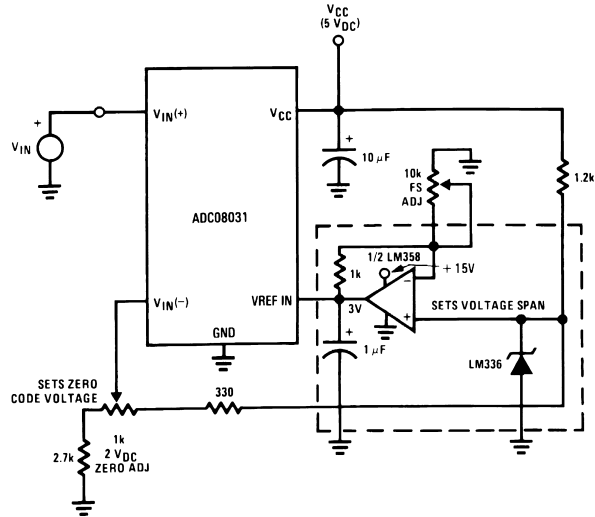 VCC
(5 VDC)
VIN(+)
VCC
+
VIN
+
10 μF
10k
FS
ADJ
1.2k
ADC08031
1/2 LM358
+ 15V
1k
−
VIN(−)
VREF IN
3V
SETS VOLTAGE SPAN
+
GND
+
1 μF
LM336
SETS ZERO
CODE VOLTAGE
330
1k
2 VDC
ZERO ADJ
2.7k